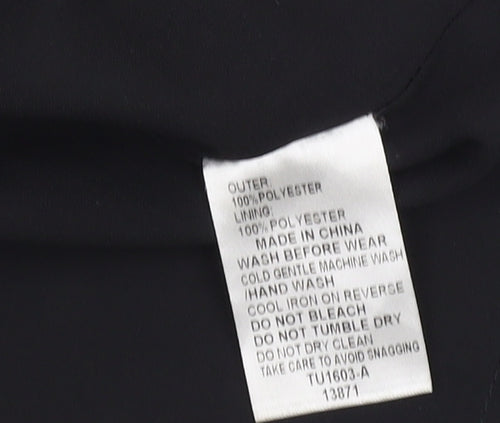 OUTER:
100%POLYESTER
LINING:
100%POLYESTER
MADE IN CHINA
WASH BEFORE WEAR
COLD GENTLE MACHINE WASH
/HAND WASH
COOL IRON ON REVERSE
DO NOT BLEACH
DO NOT TUMBLE DRY
DO NOT DRY CLEAN
TAKE CARE TO AVOID SNAGGING
TU1603-A
13871